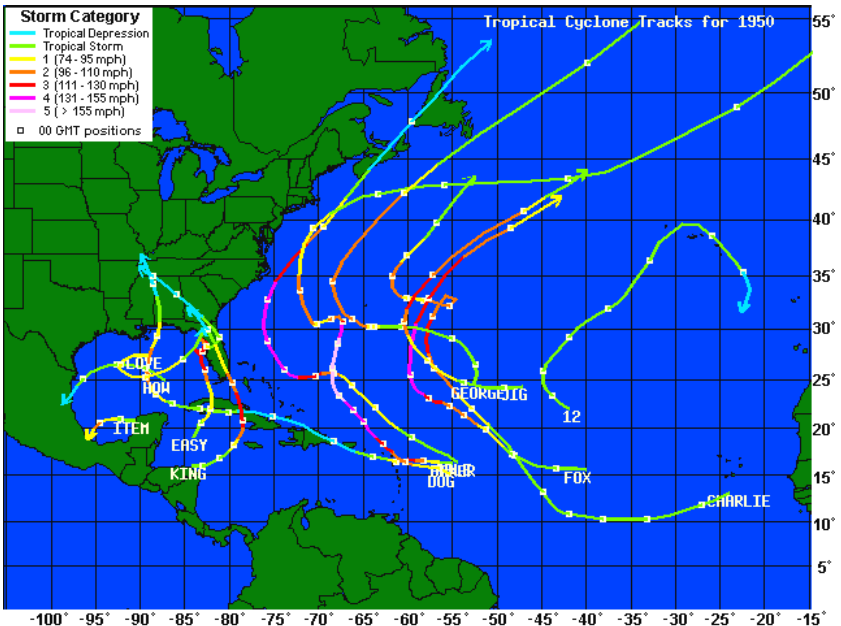 Storm Category
Tropical Depression
Tropical Storm
1 (74-95 mph)
2 (96-110 mph)
3 (111-130 mph)
4 (131-155 mph)
5 ( > 155 mph)
00 GMT positions
Tropical Cyclone Tracks for 1950
55°
50°
45°
40°
35°
30°
25°
20°
15°
10°
5°
LOVE
HOW
ITEM
EASY
KING
GEORGE
JIG
12
DOG
FOX
CHARLIE
-100° -95° -90° -85° -80° -75° -70° -65° -60° -55° -50° -45° -40° -35° -30° -25° -20° -15°